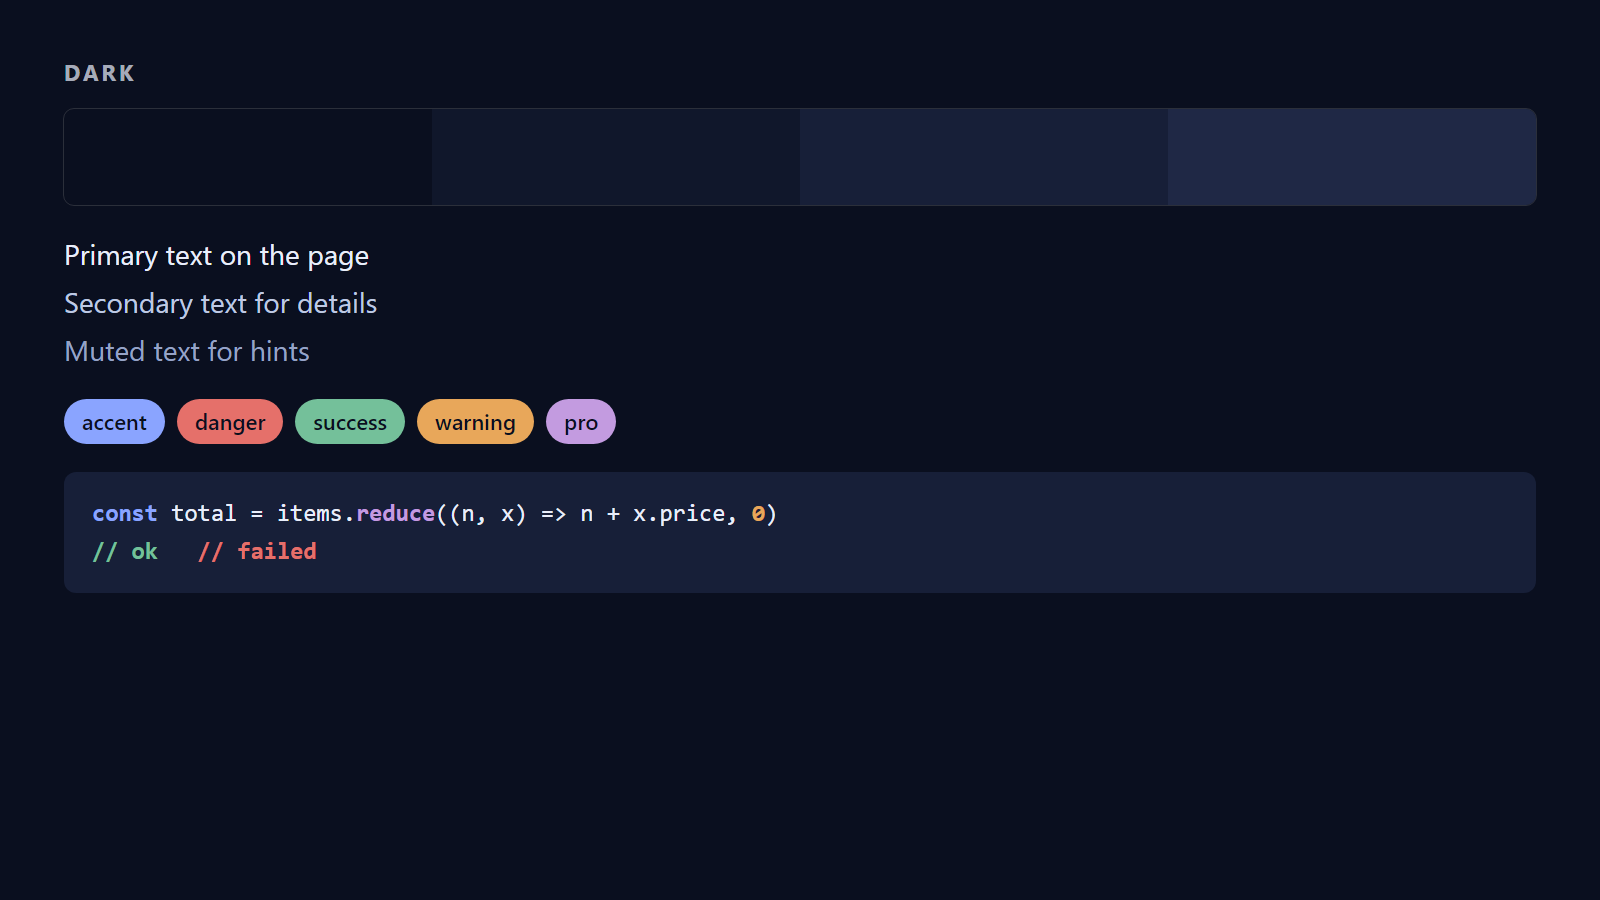 DARK
Primary text on the page
Secondary text for details
Muted text for hints
accent danger success warning pro
const total = items.reduce((n, x) => n + x.price, 0)
// ok   // failed